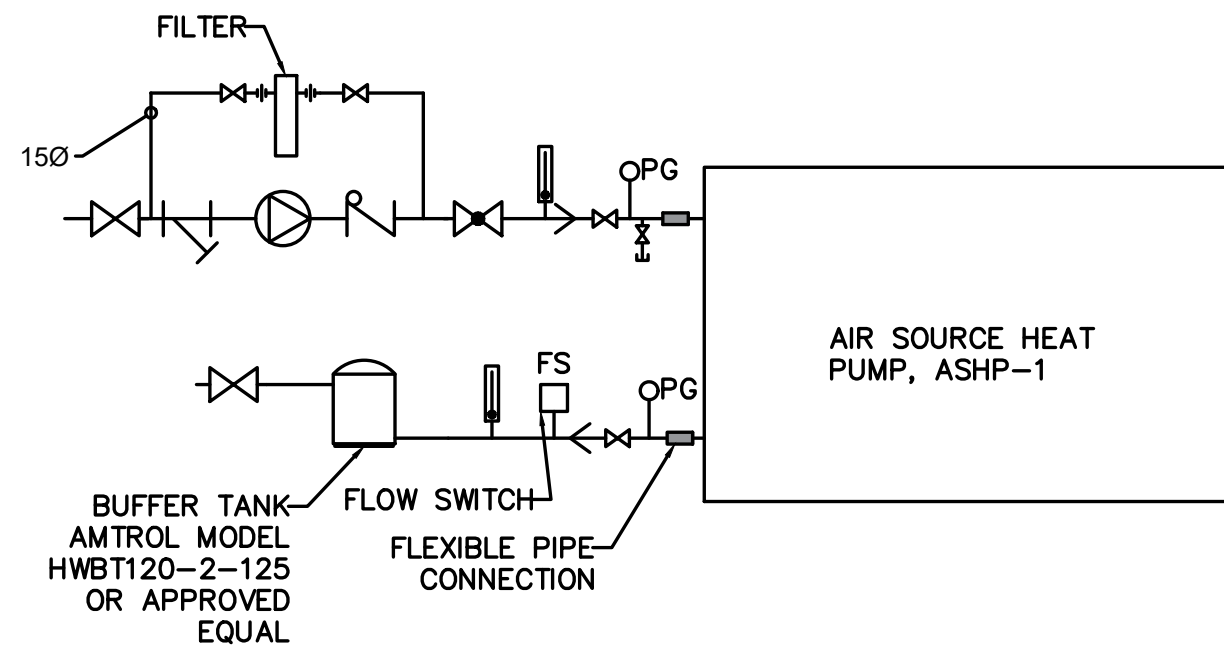 FILTER
15Ø
PG
AIR SOURCE HEAT
PUMP, ASHP-1
FS
PG
BUFFER TANK
AMTROL MODEL
HWBT120-2-125
OR APPROVED
EQUAL
FLOW SWITCH
FLEXIBLE PIPE
CONNECTION